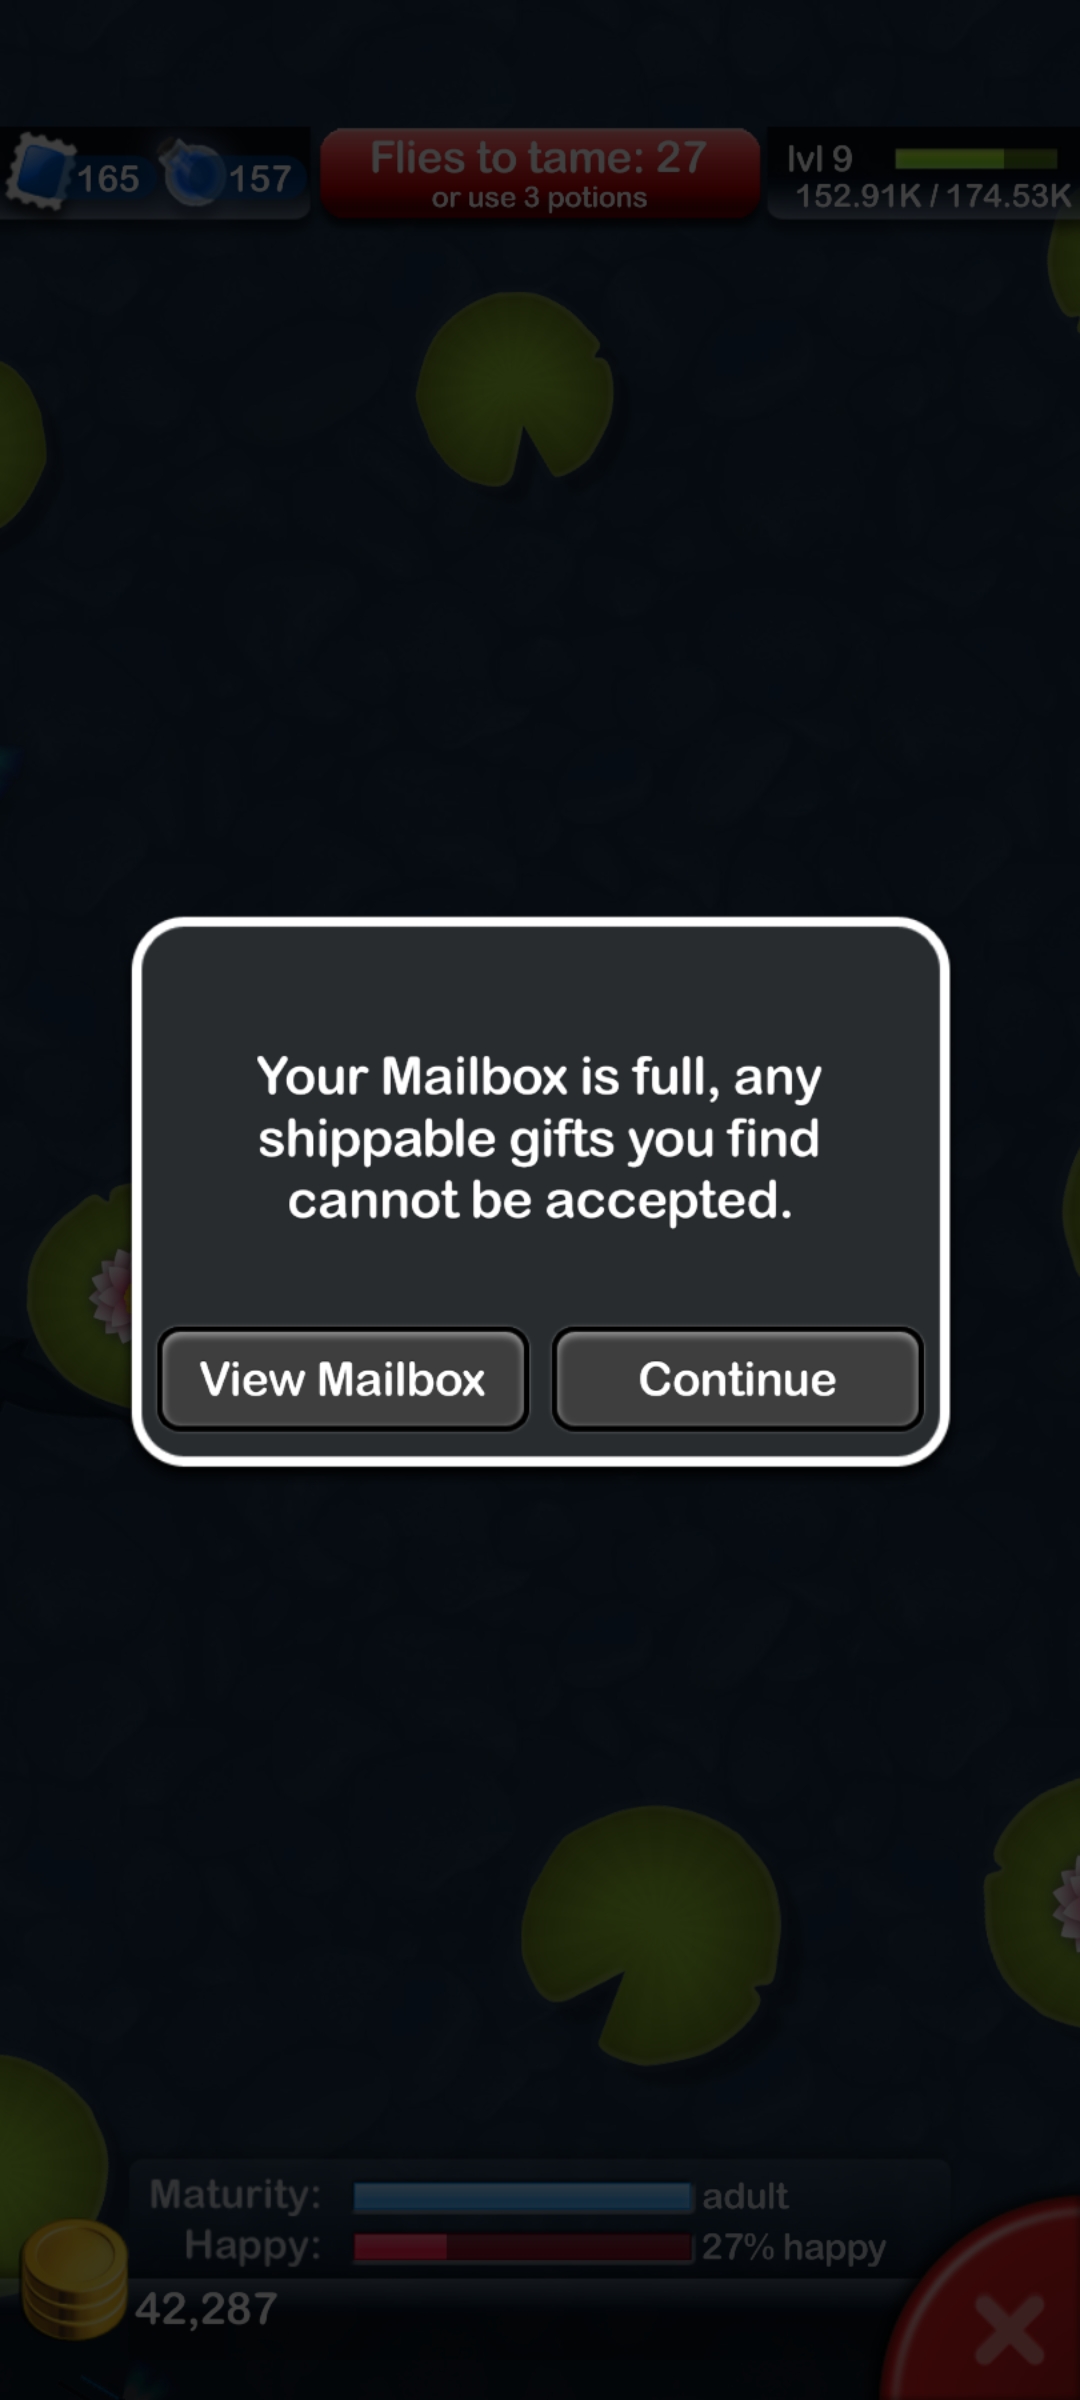 165
157
Flies to tame: 27
or use 3 potions
lvl 9
152.91K / 174.53K
Your Mailbox is full, any
shippable gifts you find
cannot be accepted.
View Mailbox
Continue
Maturity:
adult
Happy:
27% happy
42,287